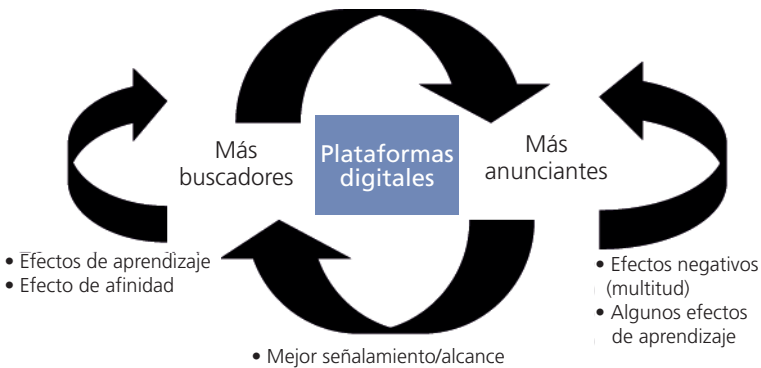 Más
buscadores
Plataformas
digitales
Más
anunciantes
• Efectos de aprendizaje
• Efecto de afinidad
• Efectos negativos
(multitud)
• Algunos efectos
de aprendizaje
• Mejor señalamiento/alcance